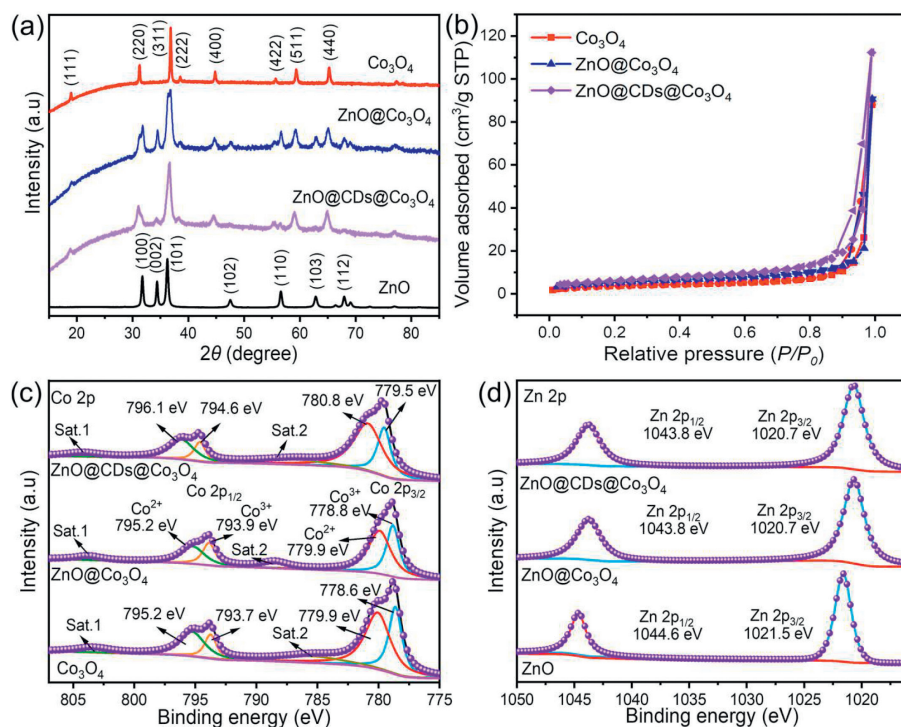 (a)
(111)
(220)
(311)
(222)
(400)
(422)
(511)
(440)
Co₃O₄
ZnO@Co₃O₄
ZnO@CDs@Co₃O₄
(100)
(002)
(101)
(102)
(110)
(103)
(112)
ZnO
Intensity (a.u)
20 30 40 50 60 70 80
2θ (degree)
(b)
Co₃O₄
ZnO@Co₃O₄
ZnO@CDs@Co₃O₄
Volume adsorbed (cm³/g STP)
120
100
80
60
40
20
0
0.0 0.2 0.4 0.6 0.8 1.0
Relative pressure (P/P₀)
(c)
Co 2p
796.1 eV
794.6 eV
780.8 eV
779.5 eV
Sat.1
Sat.2
ZnO@CDs@Co₃O₄
Co²⁺
795.2 eV
Co 2p₁/₂
Co³⁺
793.9 eV
Co³⁺
778.8 eV
Co 2p₃/₂
Co²⁺
779.9 eV
Sat.1
Sat.2
ZnO@Co₃O₄
795.2 eV
793.7 eV
779.9 eV
778.6 eV
Sat.1
Sat.2
Co₃O₄
Intensity (a.u)
805 800 795 790 785 780 775
Binding energy (eV)
(d)
Zn 2p
Zn 2p₁/₂
1043.8 eV
Zn 2p₃/₂
1020.7 eV
ZnO@CDs@Co₃O₄
Zn 2p₁/₂
1043.8 eV
Zn 2p₃/₂
1020.7 eV
ZnO@Co₃O₄
Zn 2p₁/₂
1044.6 eV
Zn 2p₃/₂
1021.5 eV
ZnO
Intensity (a.u)
1050 1045 1040 1035 1030 1025 1020
Binding energy (eV)